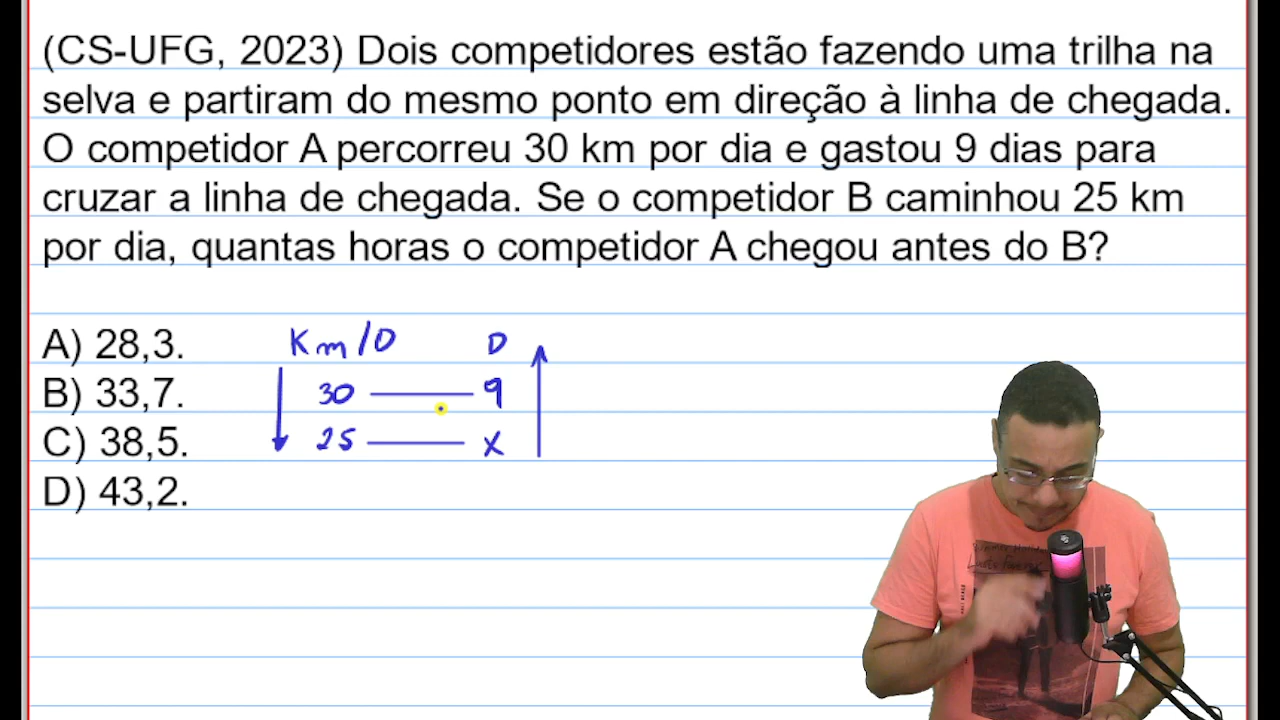 (CS-UFG, 2023) Dois competidores estão fazendo uma trilha na
selva e partiram do mesmo ponto em direção à linha de chegada.
O competidor A percorreu 30 km por dia e gastou 9 dias para
cruzar a linha de chegada. Se o competidor B caminhou 25 km
por dia, quantas horas o competidor A chegou antes do B?
A) 28,3.
B) 33,7.
C) 38,5.
D) 43,2.
Km/D D
30 9
25 X